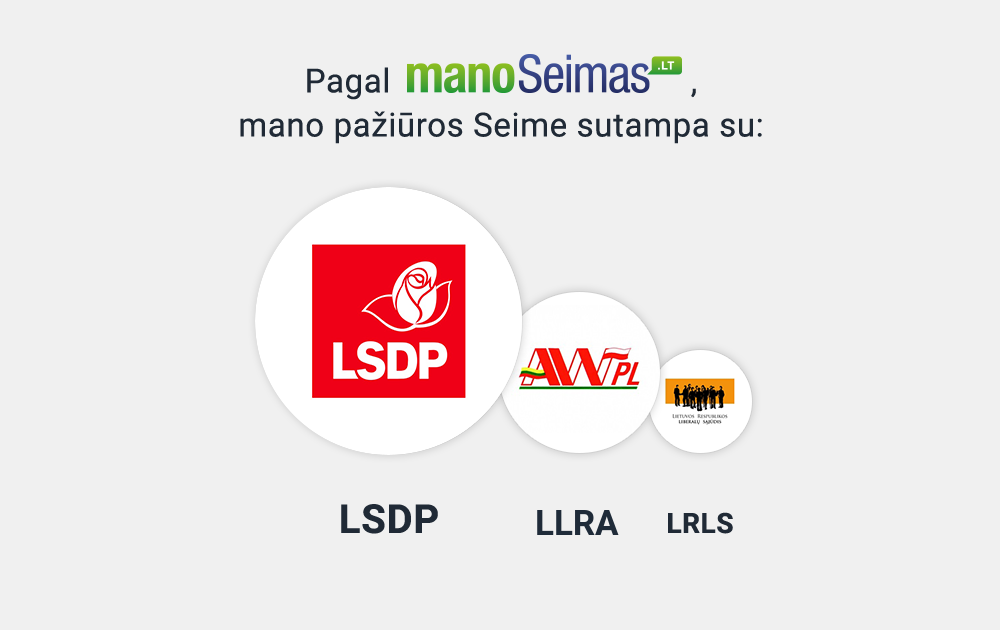 Pagal manoSeimas.LT ,
mano pažiūros Seime sutampa su:
LSDP
AWPL
LIETUVOS RESPUBLIKOS
LIBERALŲ SĄJŪDIS
LSDP LLRA LRLS